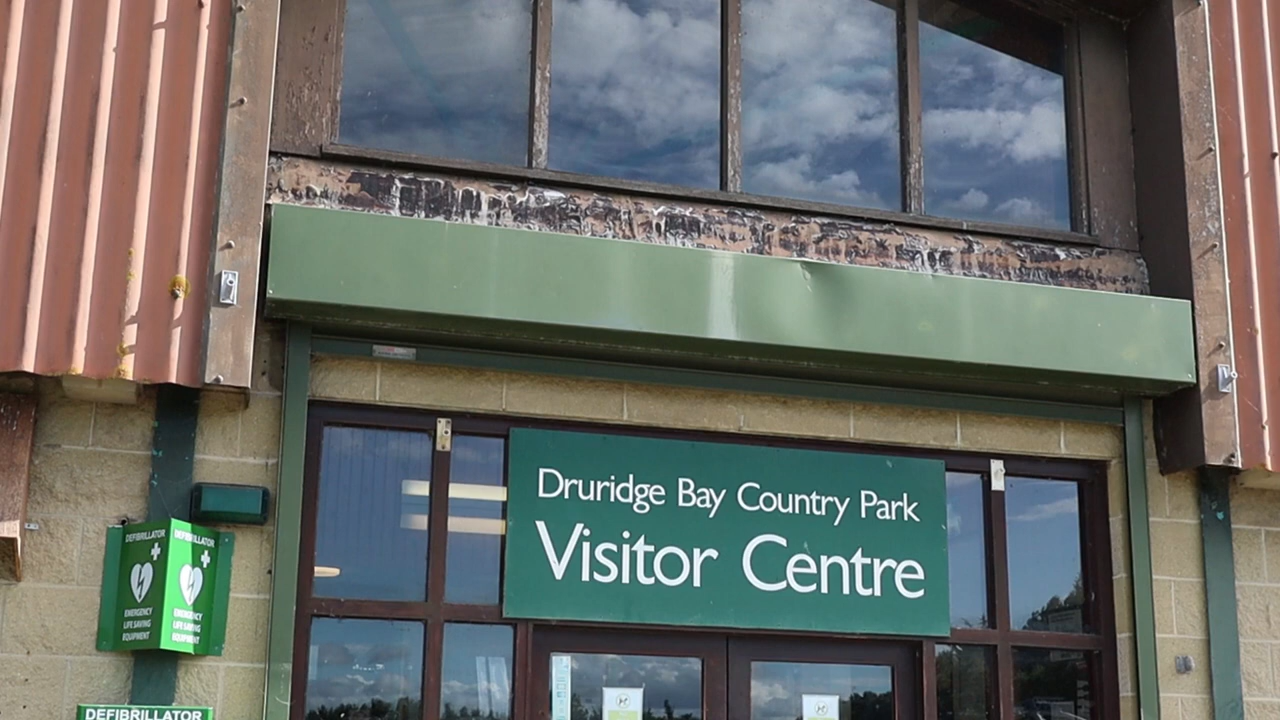 Druridge Bay Country Park
Visitor Centre
DEFIBRILLATOR
EMERGENCY
LIFE SAVING
EQUIPMENT
DEFIBRILLATOR
EMERGENCY
LIFE SAVING
EQUIPMENT
DEFIBRILLATOR